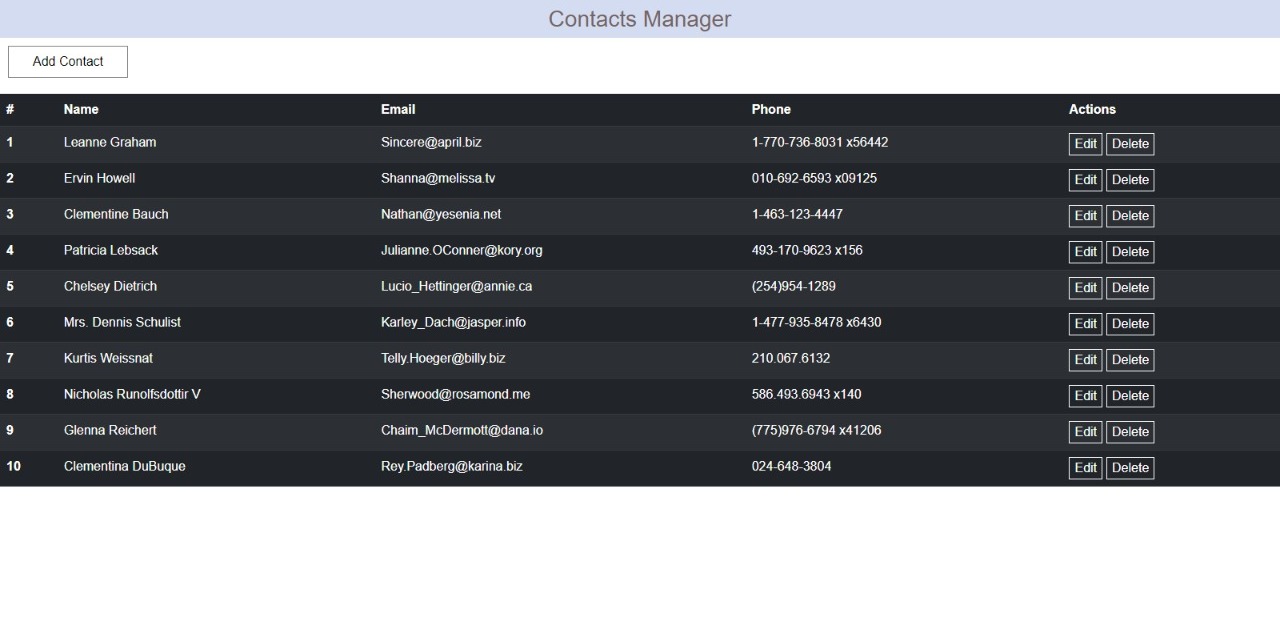 Contacts Manager
Add Contact
# Name Email Phone Actions
1 Leanne Graham Sincere@april.biz 1-770-736-8031 x56442 Edit Delete
2 Ervin Howell Shanna@melissa.tv 010-692-6593 x09125 Edit Delete
3 Clementine Bauch Nathan@yesenia.net 1-463-123-4447 Edit Delete
4 Patricia Lebsack Julianne.OConner@kory.org 493-170-9623 x156 Edit Delete
5 Chelsey Dietrich Lucio_Hettinger@annie.ca (254)954-1289 Edit Delete
6 Mrs. Dennis Schulist Karley_Dach@jasper.info 1-477-935-8478 x6430 Edit Delete
7 Kurtis Weissnat Telly.Hoeger@billy.biz 210.067.6132 Edit Delete
8 Nicholas Runolfsdottir V Sherwood@rosamond.me 586.493.6943 x140 Edit Delete
9 Glenna Reichert Chaim_McDermott@dana.io (775)976-6794 x41206 Edit Delete
10 Clementina DuBuque Rey.Padberg@karina.biz 024-648-3804 Edit Delete